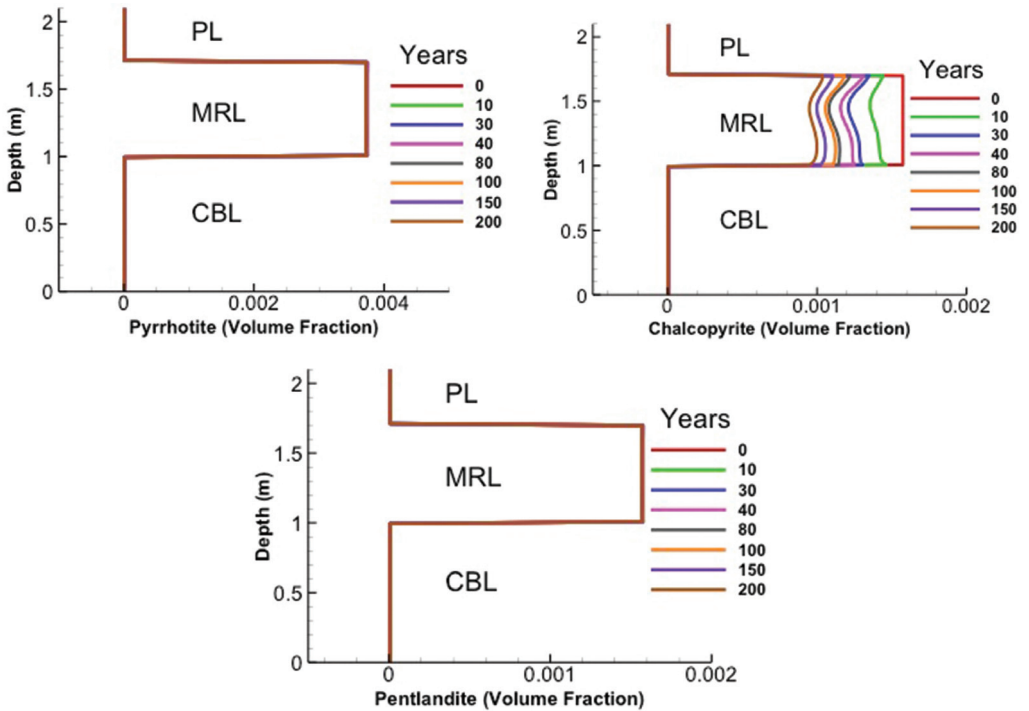 2
1.5
1
0.5
0
Depth (m)
PL
MRL
CBL
0
0.002
0.004
Pyrrhotite (Volume Fraction)
Years
0
10
30
40
80
100
150
200
2
1.5
1
0.5
0
Depth (m)
PL
MRL
CBL
0
0.001
0.002
Chalcopyrite (Volume Fraction)
Years
0
10
30
40
80
100
150
200
2
1.5
1
0.5
0
Depth (m)
PL
MRL
CBL
0
0.001
0.002
Pentlandite (Volume Fraction)
Years
0
10
30
40
80
100
150
200